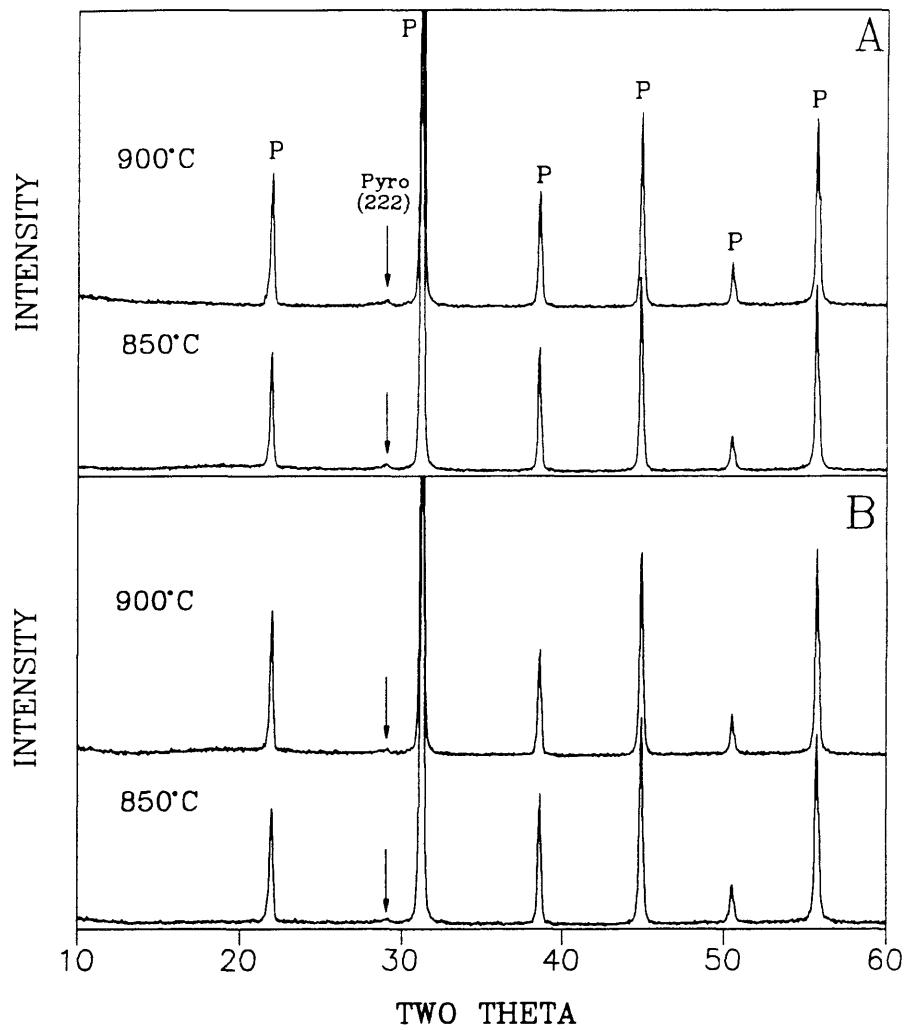 P
A
P
P
900°C
P
Pyro
(222)
P
P
INTENSITY
850°C
B
900°C
INTENSITY
850°C
10 20 30 40 50 60
TWO THETA